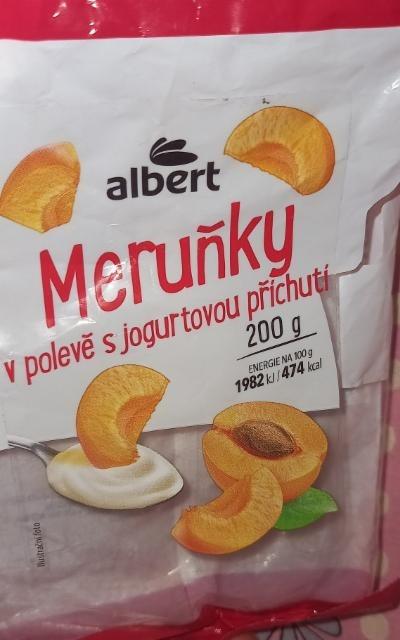 albert
Meruňky
v polevě s jogurtovou příchutí
200 g
ENERGIE NA 100 g
1982 kJ / 474 kcal
Ilustrační foto